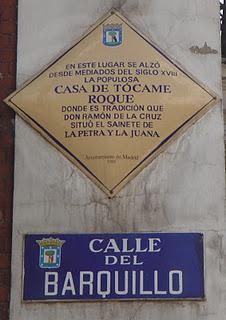 EN ESTE LUGAR SE ALZÓ
DESDE MEDIADOS DEL SIGLO XVIII
LA POPULOSA
CASA DE TÓCAME
ROQUE
DONDE ES TRADICIÓN QUE
DON RAMÓN DE LA CRUZ
SITUÓ EL SAINETE DE
LA PETRA Y LA JUANA
Ayuntamiento de Madrid
CALLE
DEL
BARQUILLO